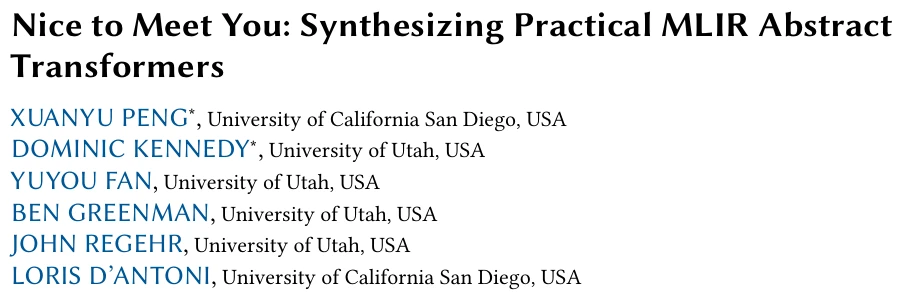 Nice to Meet You: Synthesizing Practical MLIR Abstract
Transformers
XUANYU PENG*, University of California San Diego, USA
DOMINIC KENNEDY*, University of Utah, USA
YUYOU FAN, University of Utah, USA
BEN GREENMAN, University of Utah, USA
JOHN REGEHR, University of Utah, USA
LORIS D’ANTONI, University of California San Diego, USA